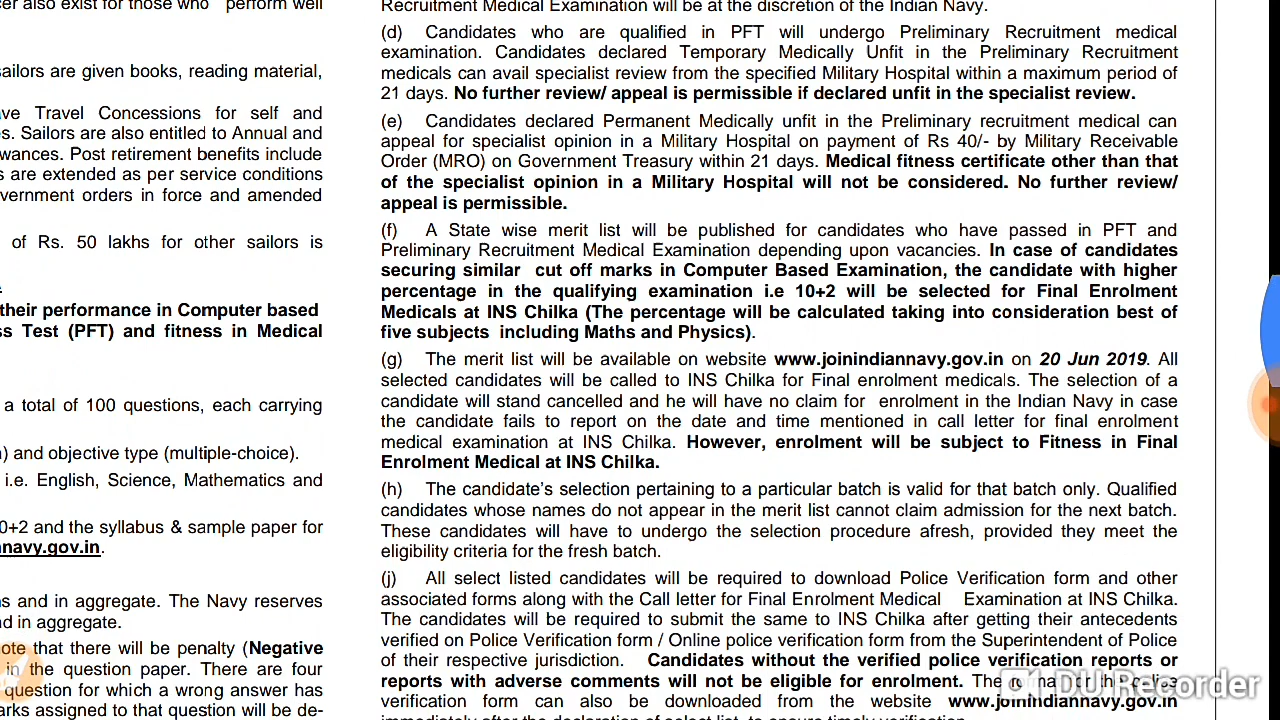 cer also exist for those who perform well
sailors are given books, reading material,
ave Travel Concessions for self and
es. Sailors are also entitled to Annual and
wances. Post retirement benefits include
s are extended as per service conditions
vernment orders in force and amended
of Rs. 50 lakhs for other sailors is
their performance in Computer based
ss Test (PFT) and fitness in Medical
a total of 100 questions, each carrying
) and objective type (multiple-choice).
i.e. English, Science, Mathematics and
0+2 and the syllabus & sample paper for
nnavy.gov.in.
ns and in aggregate. The Navy reserves
nd in aggregate.
note that there will be penalty (Negative
in the question paper. There are four
question for which a wrong answer has
arks assigned to that question will be de-
Recruitment Medical Examination will be at the discretion of the Indian Navy.
(d) Candidates who are qualified in PFT will undergo Preliminary Recruitment medical
examination. Candidates declared Temporary Medically Unfit in the Preliminary Recruitment
medicals can avail specialist review from the specified Military Hospital within a maximum period of
21 days. No further review/ appeal is permissible if declared unfit in the specialist review.
(e) Candidates declared Permanent Medically unfit in the Preliminary recruitment medical can
appeal for specialist opinion in a Military Hospital on payment of Rs 40/- by Military Receivable
Order (MRO) on Government Treasury within 21 days. Medical fitness certificate other than that
of the specialist opinion in a Military Hospital will not be considered. No further review/
appeal is permissible.
(f) A State wise merit list will be published for candidates who have passed in PFT and
Preliminary Recruitment Medical Examination depending upon vacancies. In case of candidates
securing similar cut off marks in Computer Based Examination, the candidate with higher
percentage in the qualifying examination i.e 10+2 will be selected for Final Enrolment
Medicals at INS Chilka (The percentage will be calculated taking into consideration best of
five subjects including Maths and Physics).
(g) The merit list will be available on website www.joinindiannavy.gov.in on 20 Jun 2019. All
selected candidates will be called to INS Chilka for Final enrolment medicals. The selection of a
candidate will stand cancelled and he will have no claim for enrolment in the Indian Navy in case
the candidate fails to report on the date and time mentioned in call letter for final enrolment
medical examination at INS Chilka. However, enrolment will be subject to Fitness in Final
Enrolment Medical at INS Chilka.
(h) The candidate's selection pertaining to a particular batch is valid for that batch only. Qualified
candidates whose names do not appear in the merit list cannot claim admission for the next batch.
These candidates will have to undergo the selection procedure afresh, provided they meet the
eligibility criteria for the fresh batch.
(j) All select listed candidates will be required to download Police Verification form and other
associated forms along with the Call letter for Final Enrolment Medical Examination at INS Chilka.
The candidates will be required to submit the same to INS Chilka after getting their antecedents
verified on Police Verification form / Online police verification form from the Superintendent of Police
of their respective jurisdiction. Candidates without the verified police verification reports or
reports with adverse comments will not be eligible for enrolment. The format for the police
verification form can also be downloaded from the website www.joinindiannavy.gov.in
immediately after the declaration of select list, to ensure timely verification.
DU Recorder